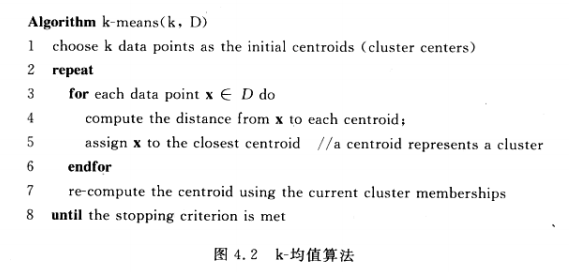 Algorithm k-means(k, D)
1 choose k data points as the initial centroids (cluster centers)
2 repeat
3 for each data point x ∈ D do
4 compute the distance from x to each centroid;
5 assign x to the closest centroid //a centroid represents a cluster
6 endfor
7 re-compute the centroid using the current cluster memberships
8 until the stopping criterion is met
图 4.2 k-均值算法